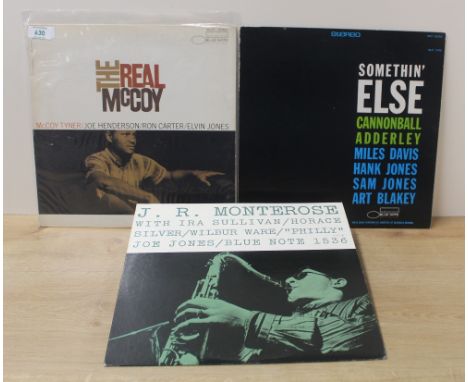 430
THE
REAL
McCOY
McCOY TYNER/JOE HENDERSON/RON CARTER/ELVIN JONES
STEREO
SOMETHIN'
ELSE
CANNONBALL
ADDERLEY
MILES DAVIS
HANK JONES
SAM JONES
ART BLAKEY
J. R. MONTEROSE
WITH IRA SULLIVAN/HORACE
SILVER/WILBUR WARE/"PHILLY"
JOE JONES/BLUE NOTE 1536